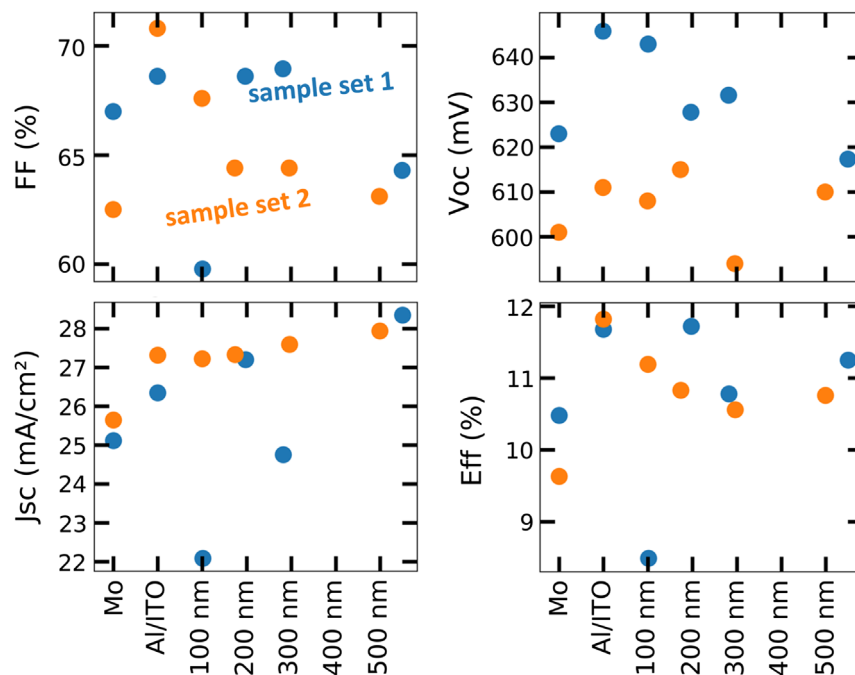 FF (%)
70
65
60
sample set 1
sample set 2
Voc (mV)
640
630
620
610
600
Jsc (mA/cm²)
28
27
26
25
24
23
22
Mo
Al/ITO
100 nm
200 nm
300 nm
400 nm
500 nm
Eff (%)
12
11
10
9
Mo
Al/ITO
100 nm
200 nm
300 nm
400 nm
500 nm